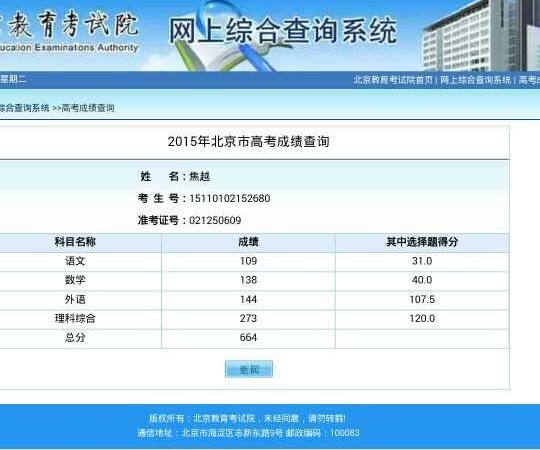 教育考试院
Education Examinations Authority
网上综合查询系统
星期二
北京教育考试院首页 | 网上综合查询系统 | 高考成
综合查询系统 >>高考成绩查询
2015年北京市高考成绩查询
姓 名：焦越
考 生 号：15110102152680
准考证号：021250609
科目名称 成绩 其中选择题得分
语文 109 31.0
数学 138 40.0
外语 144 107.5
理科综合 273 120.0
总分 664
返回
版权所有：北京教育考试院，未经同意，请勿转载!
通信地址：北京市海淀区志新东路9号 邮政编码：100083